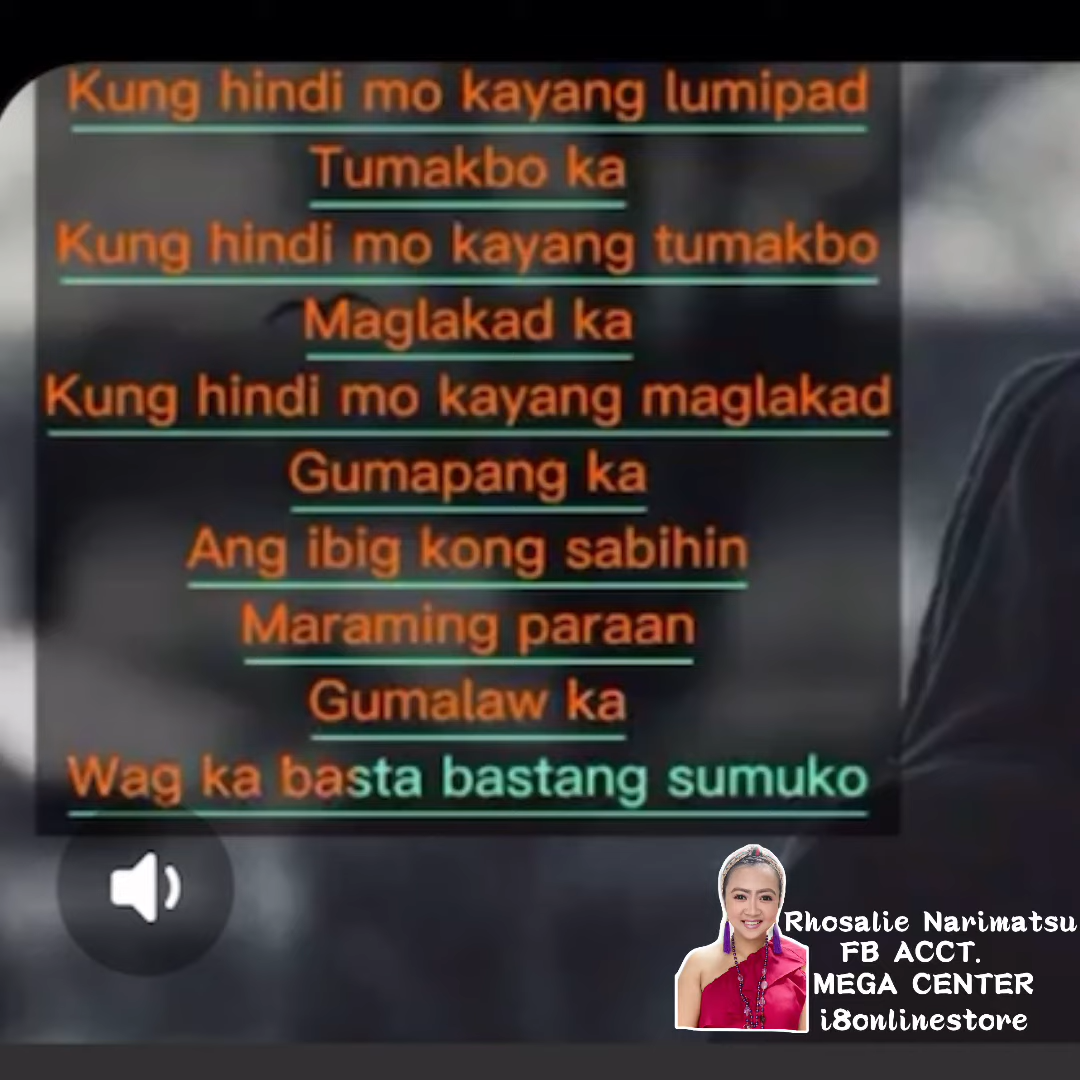 Kung hindi mo kayang lumipad
Tumakbo ka
Kung hindi mo kayang tumakbo
Maglakad ka
Kung hindi mo kayang maglakad
Gumapang ka
Ang ibig kong sabihin
Maraming paraan
Gumalaw ka
Wag ka basta bastang sumuko
Rhosalie Narimatsu
FB ACCT.
MEGA CENTER
i8onlinestore